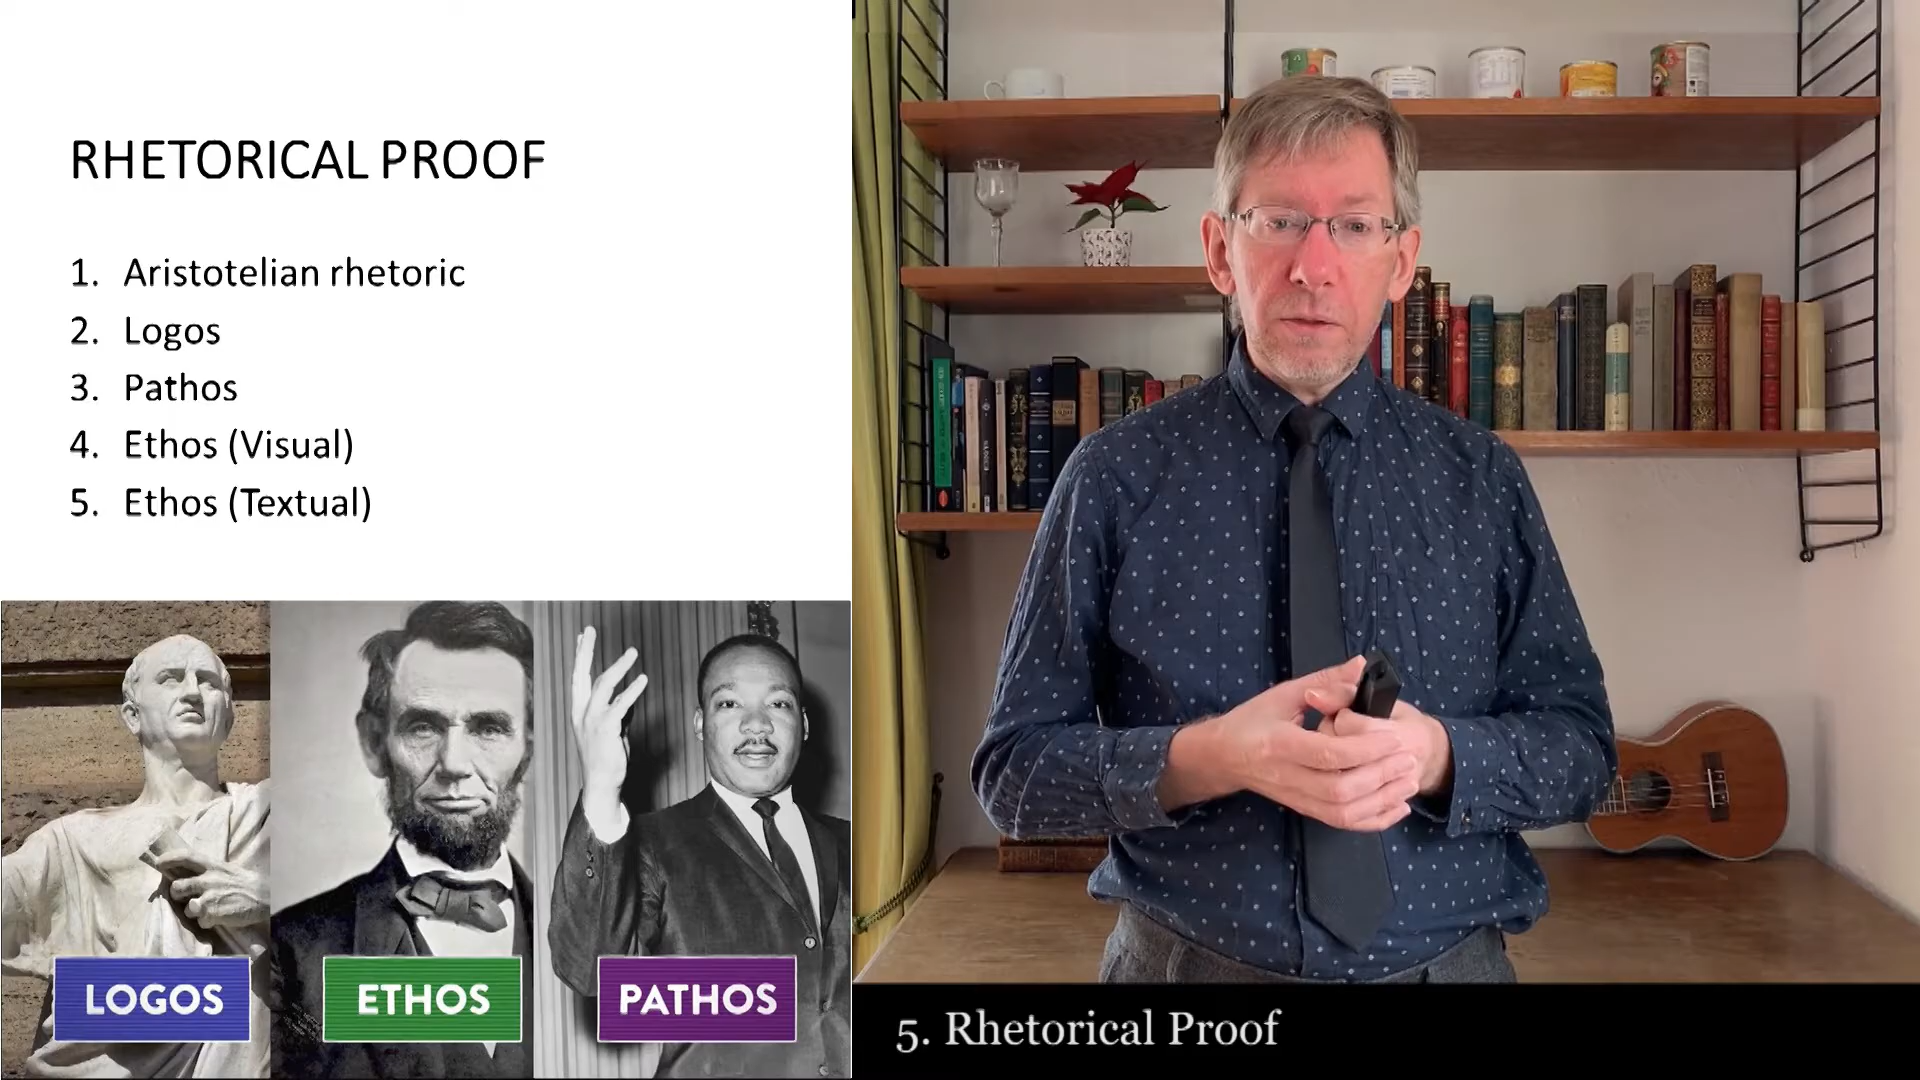 RHETORICAL PROOF
1. Aristotelian rhetoric
2. Logos
3. Pathos
4. Ethos (Visual)
5. Ethos (Textual)
LOGOS
ETHOS
PATHOS
5. Rhetorical Proof